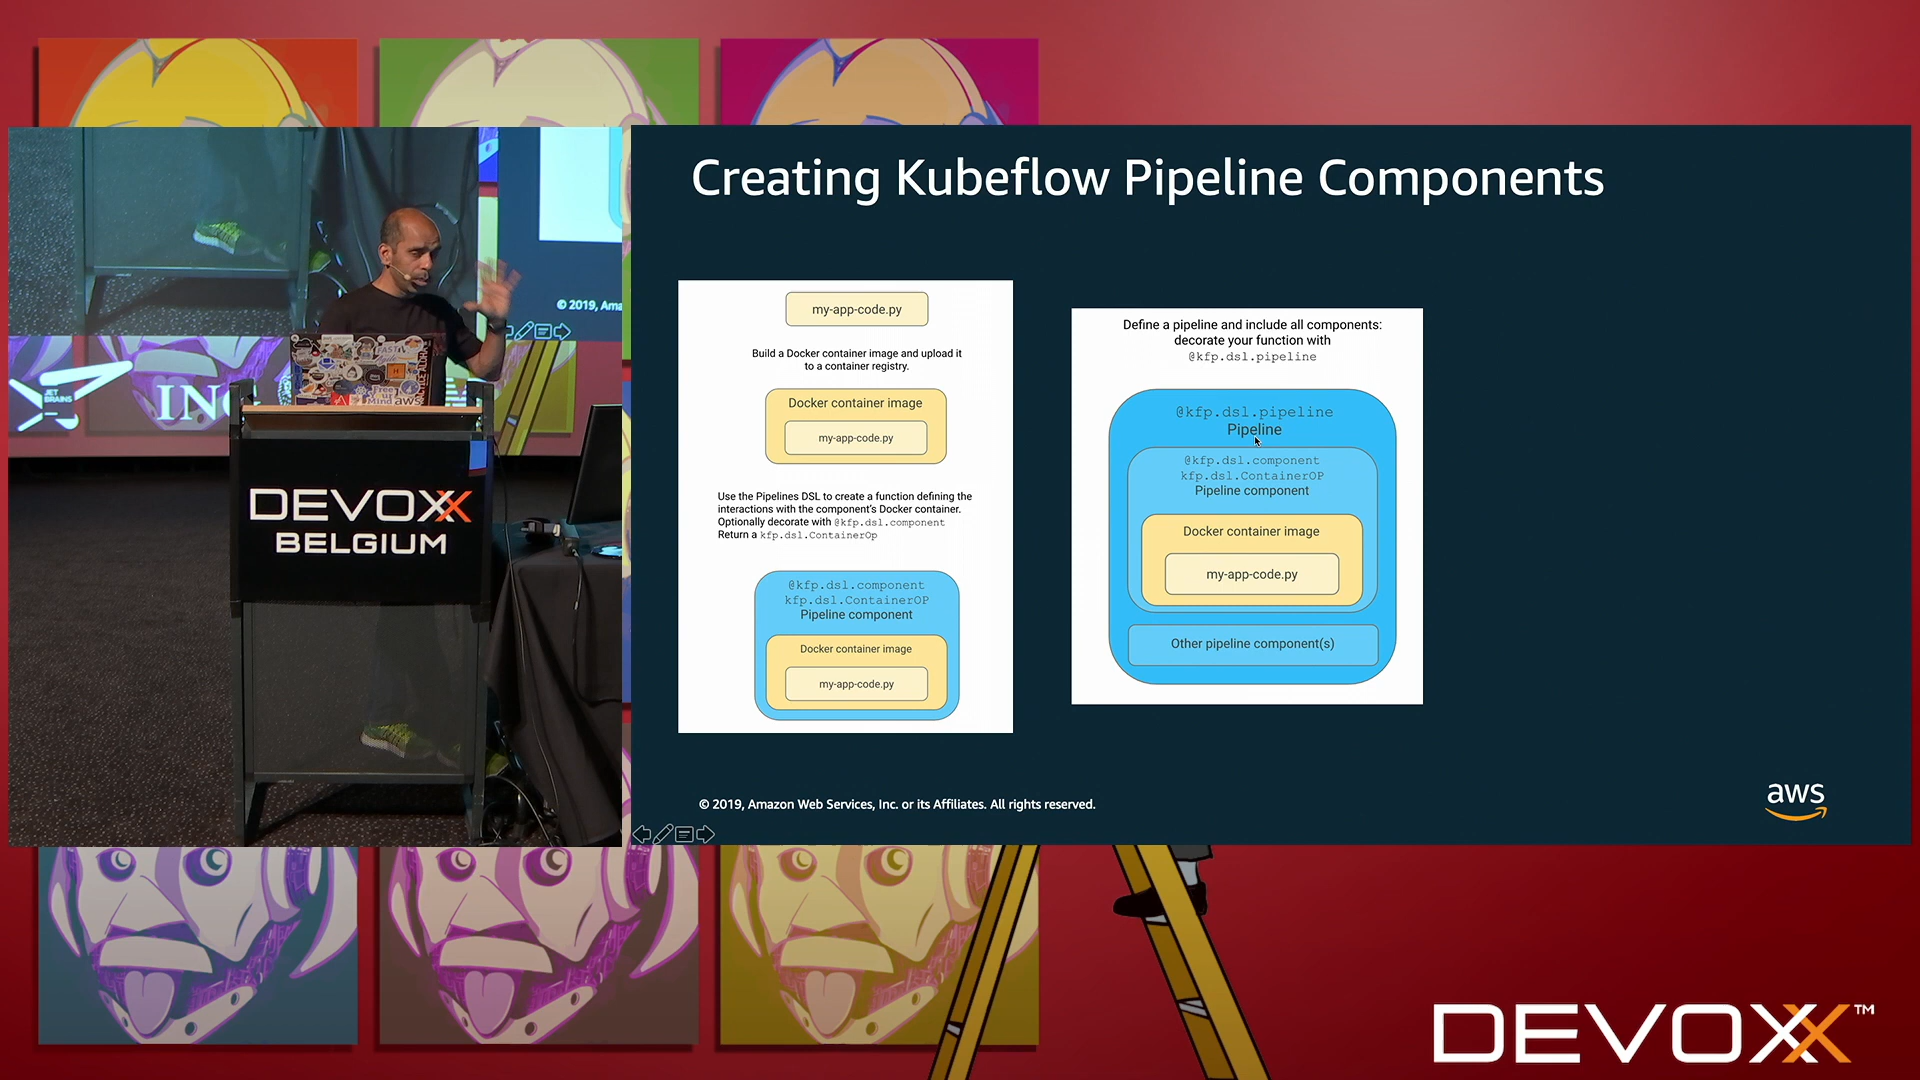 Creating Kubeflow Pipeline Components
my-app-code.py
Build a Docker container image and upload it
to a container registry.
Docker container image
my-app-code.py
Use the Pipelines DSL to create a function defining the
interactions with the component's Docker container.
Optionally decorate with @kfp.dsl.component
Return a kfp.dsl.ContainerOp
@kfp.dsl.component
kfp.dsl.ContainerOP
Pipeline component
Docker container image
my-app-code.py
Define a pipeline and include all components:
decorate your function with
@kfp.dsl.pipeline
@kfp.dsl.pipeline
Pipeline
@kfp.dsl.component
kfp.dsl.ContainerOP
Pipeline component
Docker container image
my-app-code.py
Other pipeline component(s)
© 2019, Amazon Web Services, Inc. or its Affiliates. All rights reserved.
aws
© 2019, Ama
JET
BRAINS
ING
Free
Mind aws
DEVOXX
BELGIUM
DEVOXX™